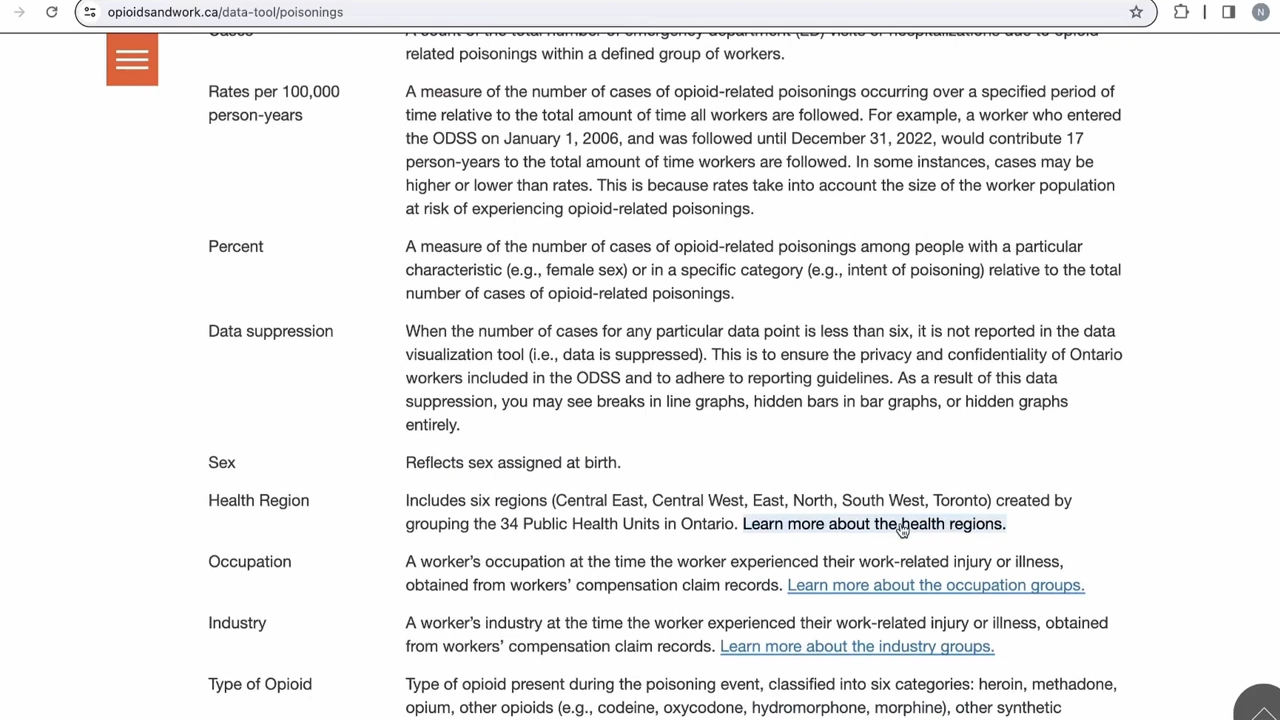 opioidsandwork.ca/data-tool/poisonings
N
Cases
A count of the total number of emergency department (ED) visits or hospitalizations due to opioid-
related poisonings within a defined group of workers.
Rates per 100,000
person-years
A measure of the number of cases of opioid-related poisonings occurring over a specified period of
time relative to the total amount of time all workers are followed. For example, a worker who entered
the ODSS on January 1, 2006, and was followed until December 31, 2022, would contribute 17
person-years to the total amount of time workers are followed. In some instances, cases may be
higher or lower than rates. This is because rates take into account the size of the worker population
at risk of experiencing opioid-related poisonings.
Percent
A measure of the number of cases of opioid-related poisonings among people with a particular
characteristic (e.g., female sex) or in a specific category (e.g., intent of poisoning) relative to the total
number of cases of opioid-related poisonings.
Data suppression
When the number of cases for any particular data point is less than six, it is not reported in the data
visualization tool (i.e., data is suppressed). This is to ensure the privacy and confidentiality of Ontario
workers included in the ODSS and to adhere to reporting guidelines. As a result of this data
suppression, you may see breaks in line graphs, hidden bars in bar graphs, or hidden graphs
entirely.
Sex
Reflects sex assigned at birth.
Health Region
Includes six regions (Central East, Central West, East, North, South West, Toronto) created by
grouping the 34 Public Health Units in Ontario. Learn more about the health regions.
Occupation
A worker's occupation at the time the worker experienced their work-related injury or illness,
obtained from workers' compensation claim records. Learn more about the occupation groups.
Industry
A worker's industry at the time the worker experienced their work-related injury or illness, obtained
from workers' compensation claim records. Learn more about the industry groups.
Type of Opioid
Type of opioid present during the poisoning event, classified into six categories: heroin, methadone,
opium, other opioids (e.g., codeine, oxycodone, hydromorphone, morphine), other synthetic